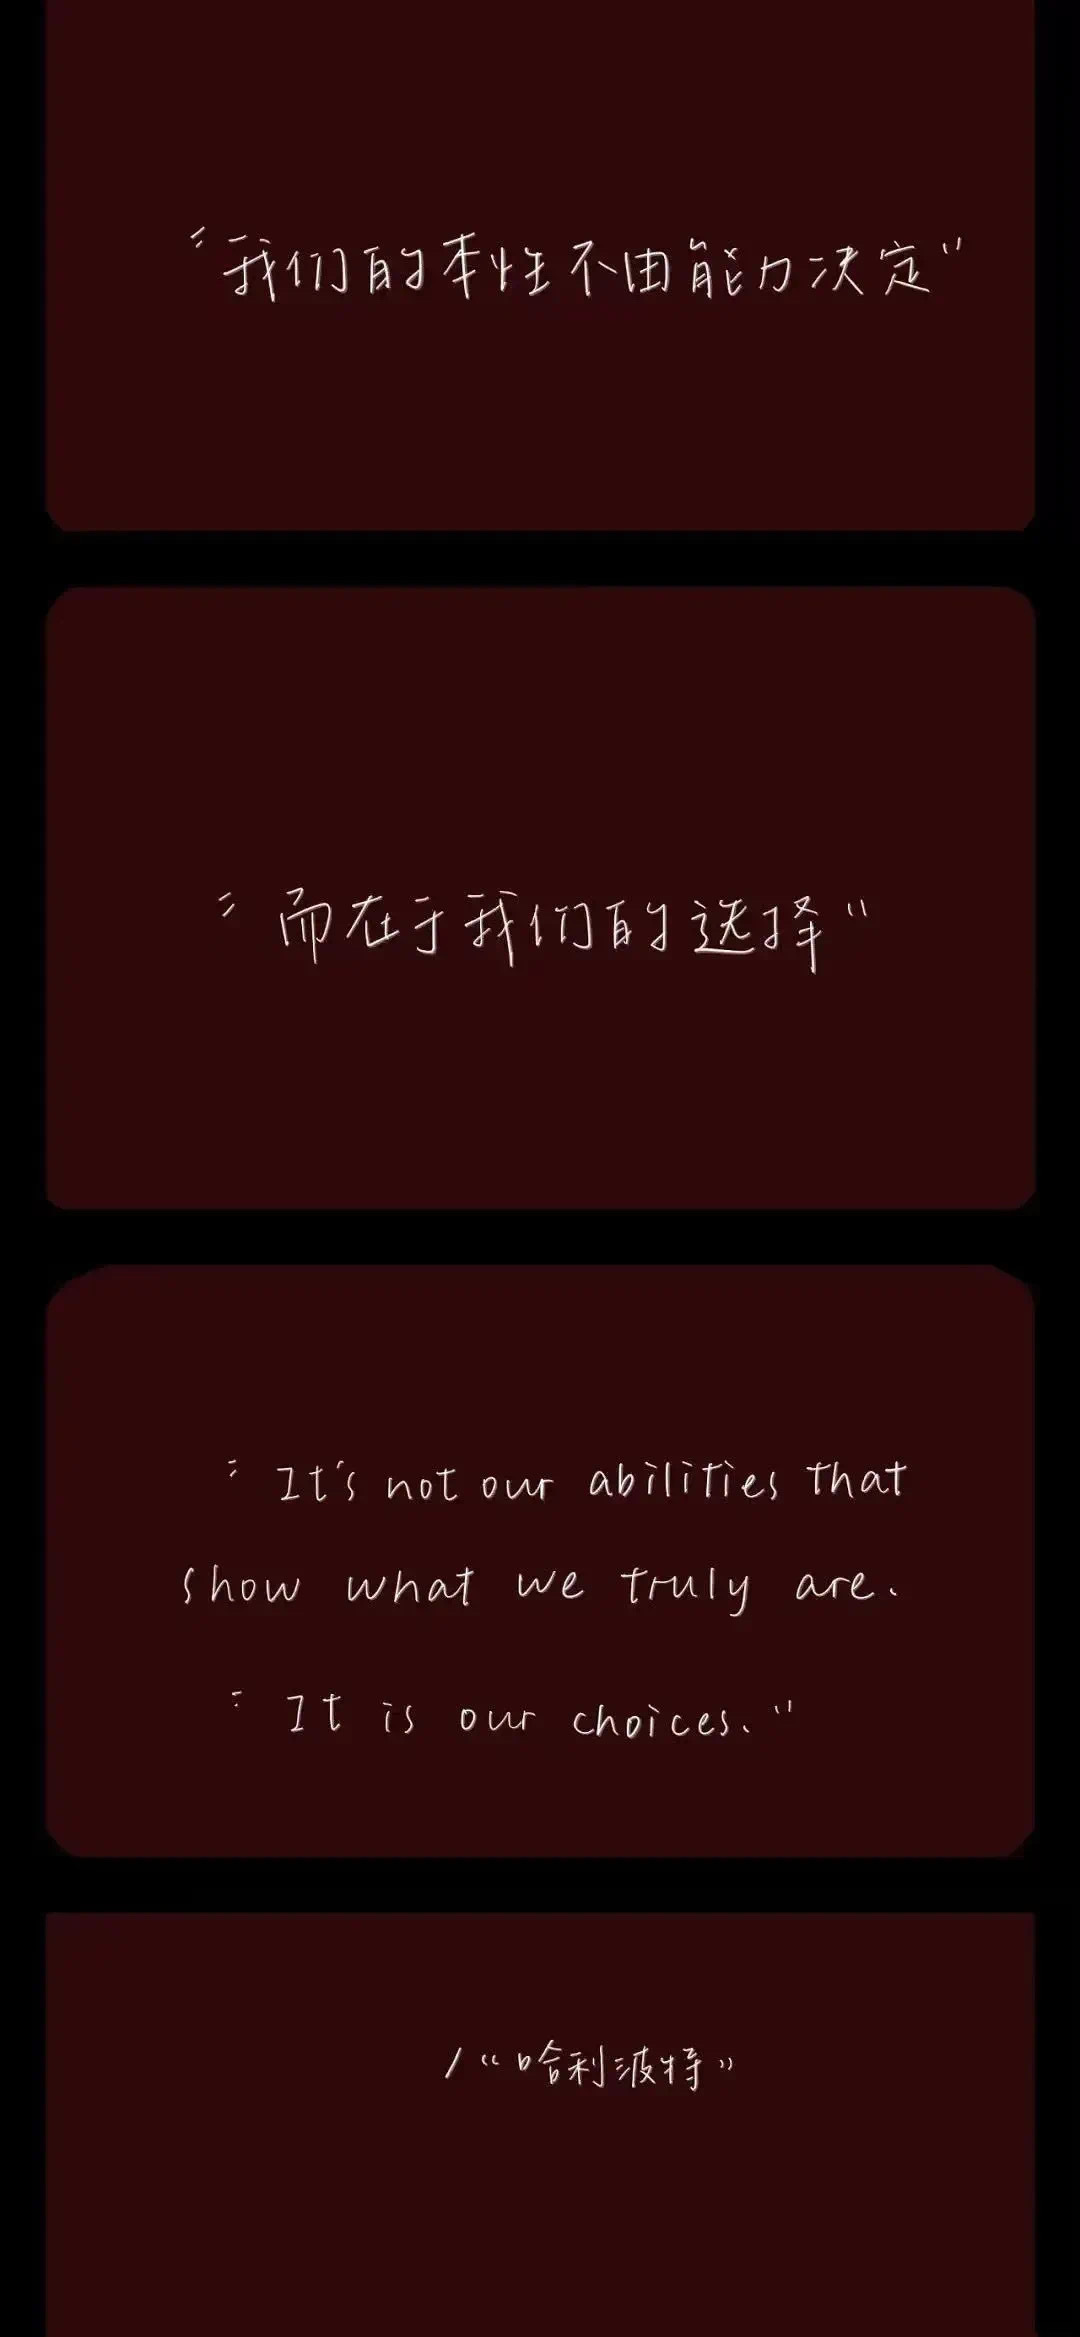 “我们的本性不由能力决定”
“而在于我们的选择”
“It's not our abilities that
show what we truly are.
“It is our choices.”
/“哈利波特”